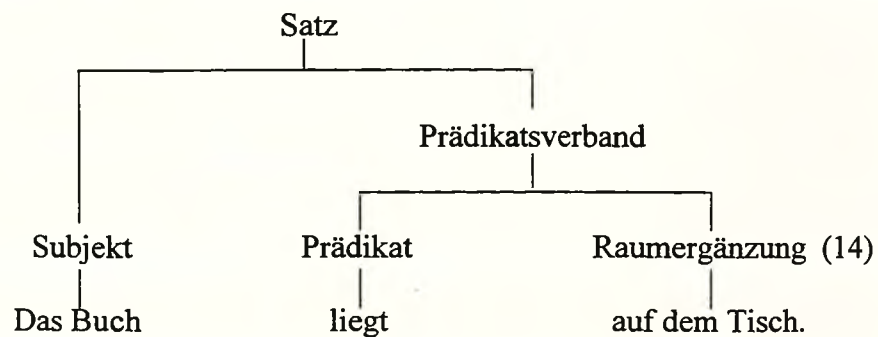 Satz
Prädikatsverband
Subjekt Prädikat Raumergänzung (14)
Das Buch liegt auf dem Tisch.